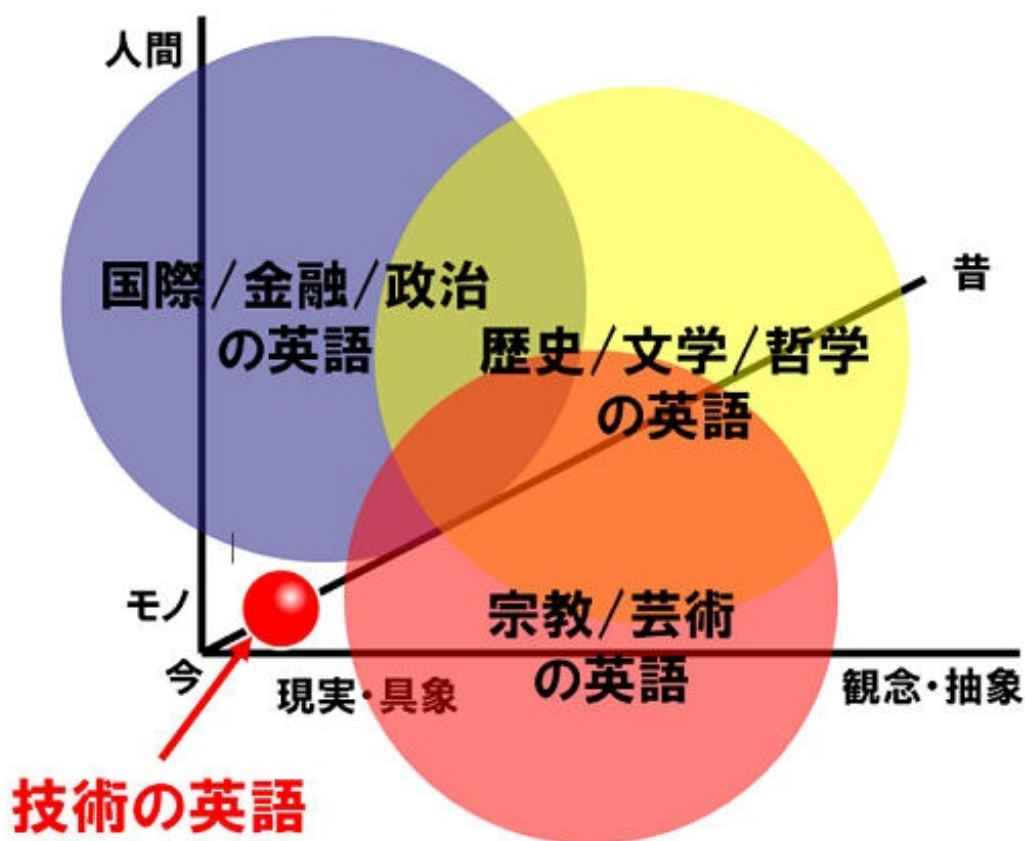 人間
国際/金融/政治
の英語
昔
歴史/文学/哲学
の英語
モノ
宗教/芸術
の英語
今
現実・具象
観念・抽象
技術の英語